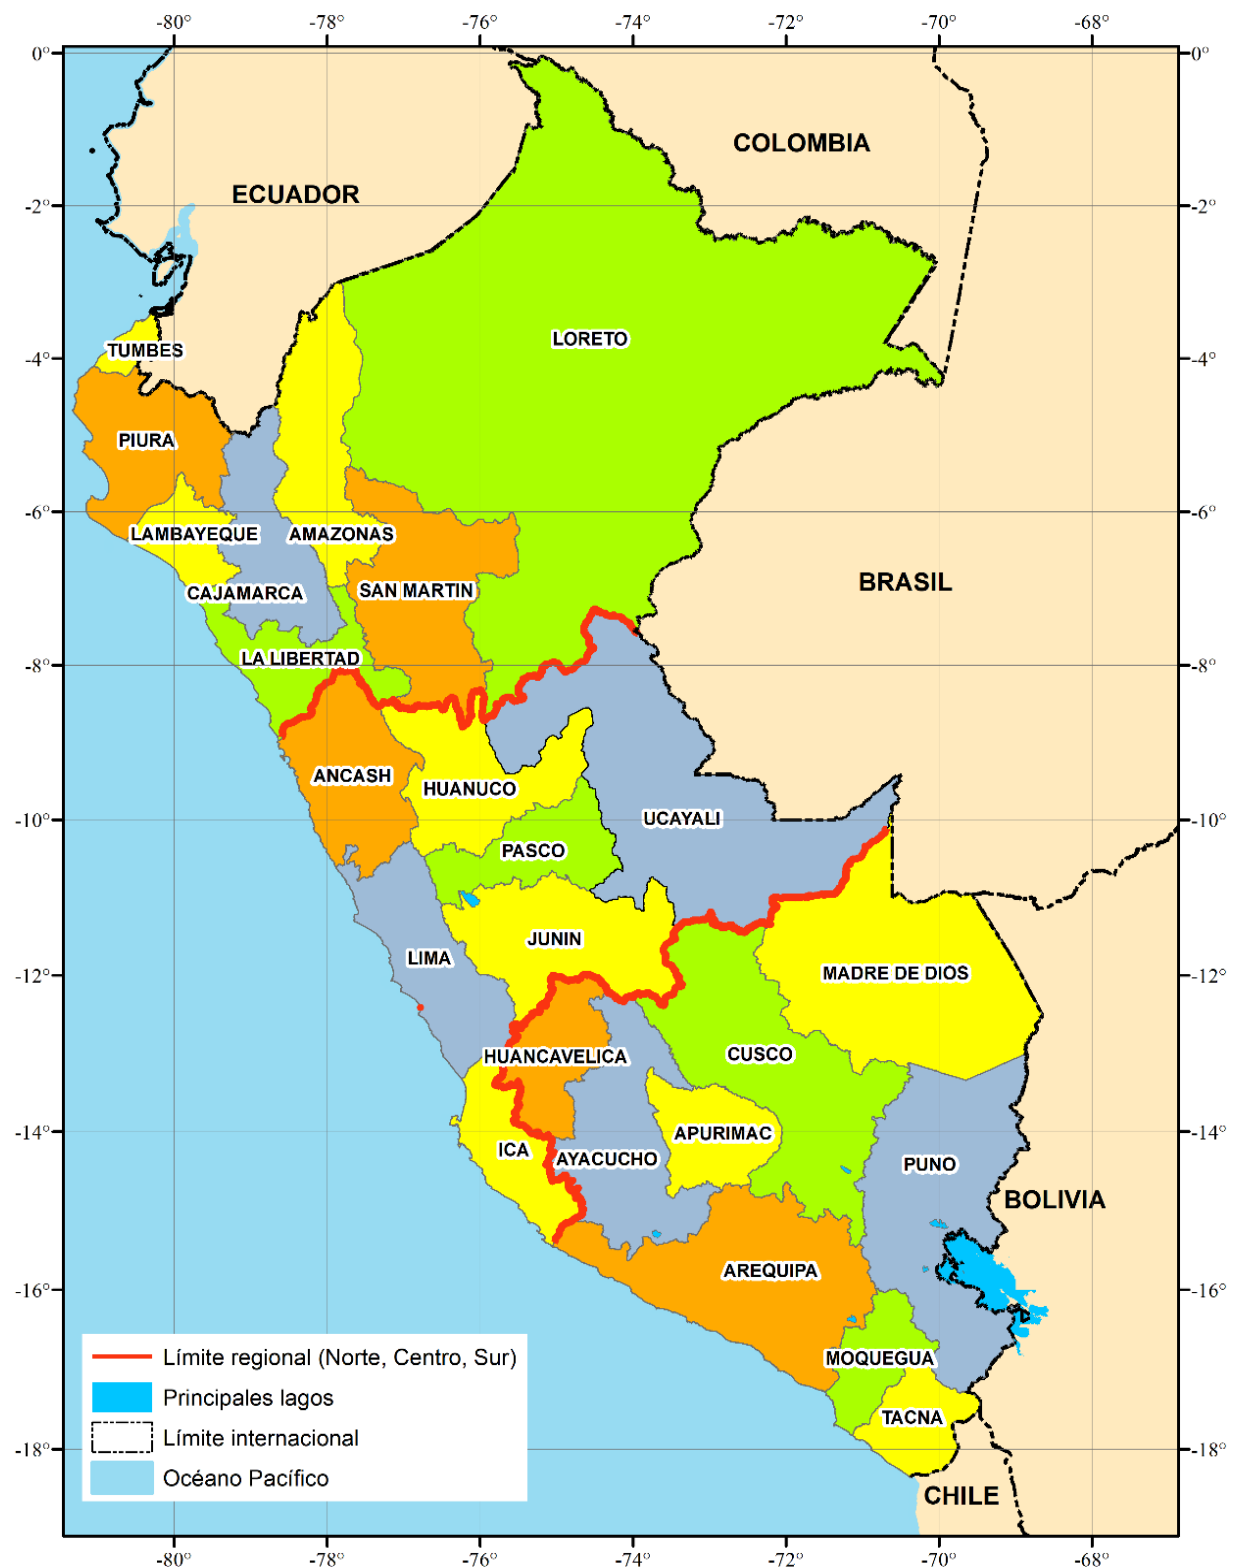 -80°
-78°
-76°
-74°
-72°
-70°
-68°
0°
0°
COLOMBIA
ECUADOR
-2°
-2°
LORETO
TUMBES
-4°
-4°
PIURA
-6°
-6°
LAMBAYEQUE
AMAZONAS
BRASIL
CAJAMARCA
SAN MARTIN
LA LIBERTAD
-8°
-8°
ANCASH
HUANUCO
UCAYALI
-10°
-10°
PASCO
JUNIN
LIMA
MADRE DE DIOS
-12°
-12°
HUANCAVELICA
CUSCO
-14°
-14°
APURIMAC
ICA
AYACUCHO
PUNO
BOLIVIA
AREQUIPA
-16°
-16°
MOQUEGUA
TACNA
-18°
-18°
CHILE
Límite regional (Norte, Centro, Sur)
Principales lagos
Límite internacional
Océano Pacífico
-80°
-78°
-76°
-74°
-72°
-70°
-68°